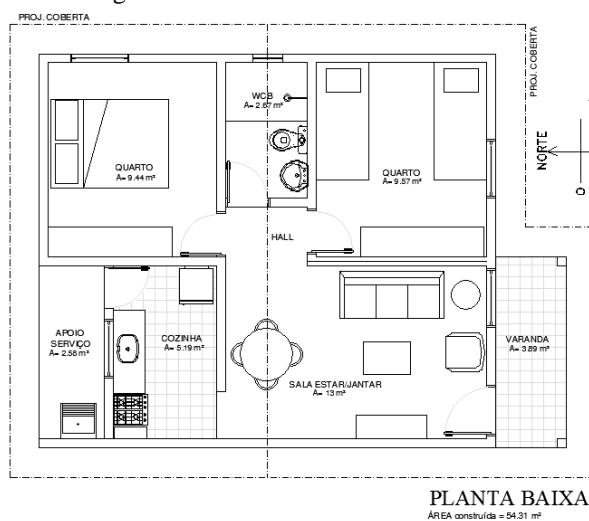 PROJ. COBERTA
PROJ. COBERTA
WCB
A= 2.67 m²
QUARTO
A= 9.44 m²
QUARTO
A= 9.57 m²
NORTE
O
HALL
APOIO
SERVIÇO
A= 2.58 m²
COZINHA
A= 5.19 m²
VARANDA
A= 3.89 m²
SALA ESTAR/JANTAR
A= 13 m²
PLANTA BAIXA
ÁREA construída = 54.31 m²